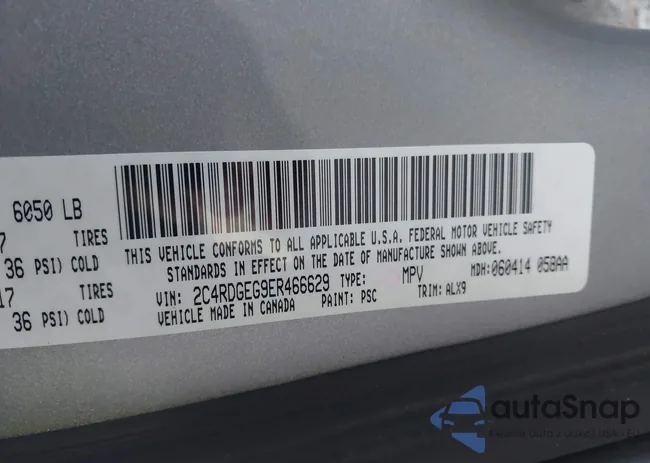 6050 LB
7 TIRES
36 PSI) COLD
17 TIRES
36 PSI) COLD
THIS VEHICLE CONFORMS TO ALL APPLICABLE U.S.A. FEDERAL MOTOR VEHICLE SAFETY
STANDARDS IN EFFECT ON THE DATE OF MANUFACTURE SHOWN ABOVE.
VIN: 2C4RDGEG9ER466629 TYPE: MPV MDH:060414 058AA
VEHICLE MADE IN CANADA PAINT: PSC TRIM: ALX9
autoSnap